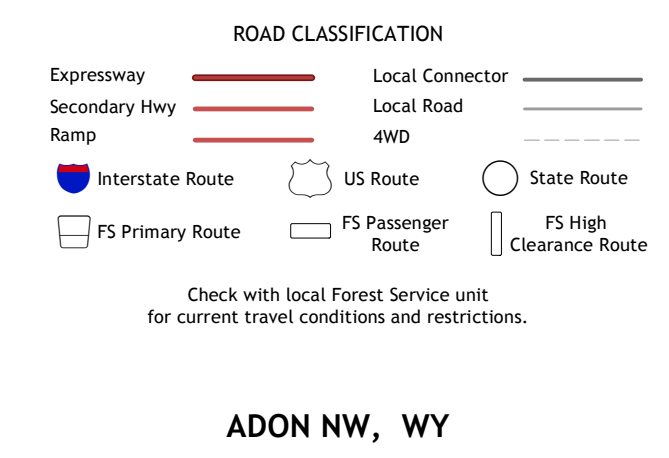 ROAD CLASSIFICATION
Expressway
Local Connector
Secondary Hwy
Local Road
Ramp
4WD
Interstate Route
US Route
State Route
FS Primary Route
FS Passenger
Route
FS High
Clearance Route
Check with local Forest Service unit
for current travel conditions and restrictions.
ADON NW, WY